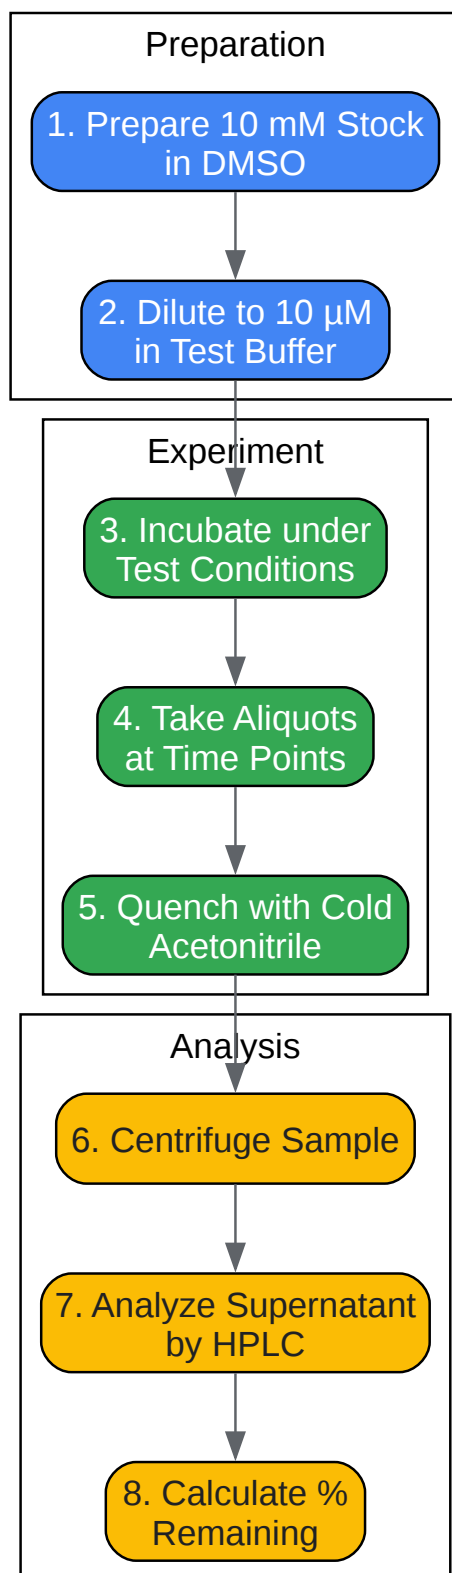 Preparation
1. Prepare 10 mM Stock
in DMSO
2. Dilute to 10 µM
in Test Buffer
Experiment
3. Incubate under
Test Conditions
4. Take Aliquots
at Time Points
5. Quench with Cold
Acetonitrile
Analysis
6. Centrifuge Sample
7. Analyze Supernatant
by HPLC
8. Calculate %
Remaining